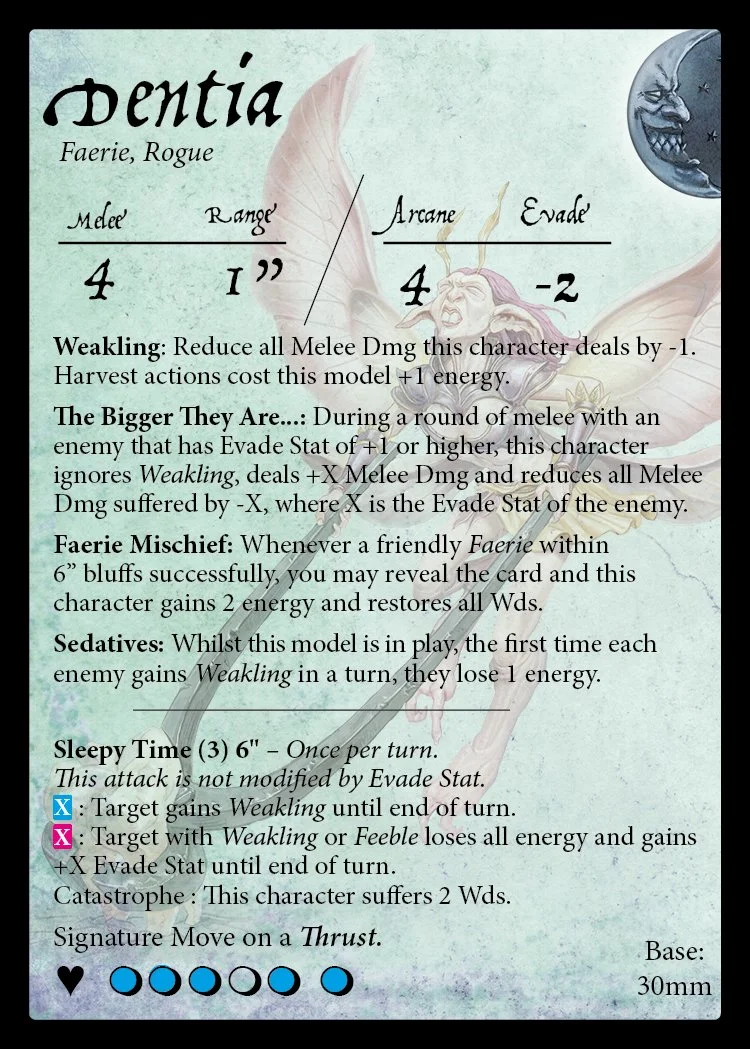 Dentia
Faerie, Rogue
Melee Range Arcane Evade
4 1” 4 -2
Weakling: Reduce all Melee Dmg this character deals by -1.
Harvest actions cost this model +1 energy.
The Bigger They Are...: During a round of melee with an
enemy that has Evade Stat of +1 or higher, this character
ignores Weakling, deals +X Melee Dmg and reduces all Melee
Dmg suffered by -X, where X is the Evade Stat of the enemy.
Faerie Mischief: Whenever a friendly Faerie within
6” bluffs successfully, you may reveal the card and this
character gains 2 energy and restores all Wds.
Sedatives: Whilst this model is in play, the first time each
enemy gains Weakling in a turn, they lose 1 energy.
Sleepy Time (3) 6" – Once per turn.
This attack is not modified by Evade Stat.
X : Target gains Weakling until end of turn.
X : Target with Weakling or Feeble loses all energy and gains
+X Evade Stat until end of turn.
Catastrophe : This character suffers 2 Wds.
Signature Move on a Thrust.
Base:
30mm